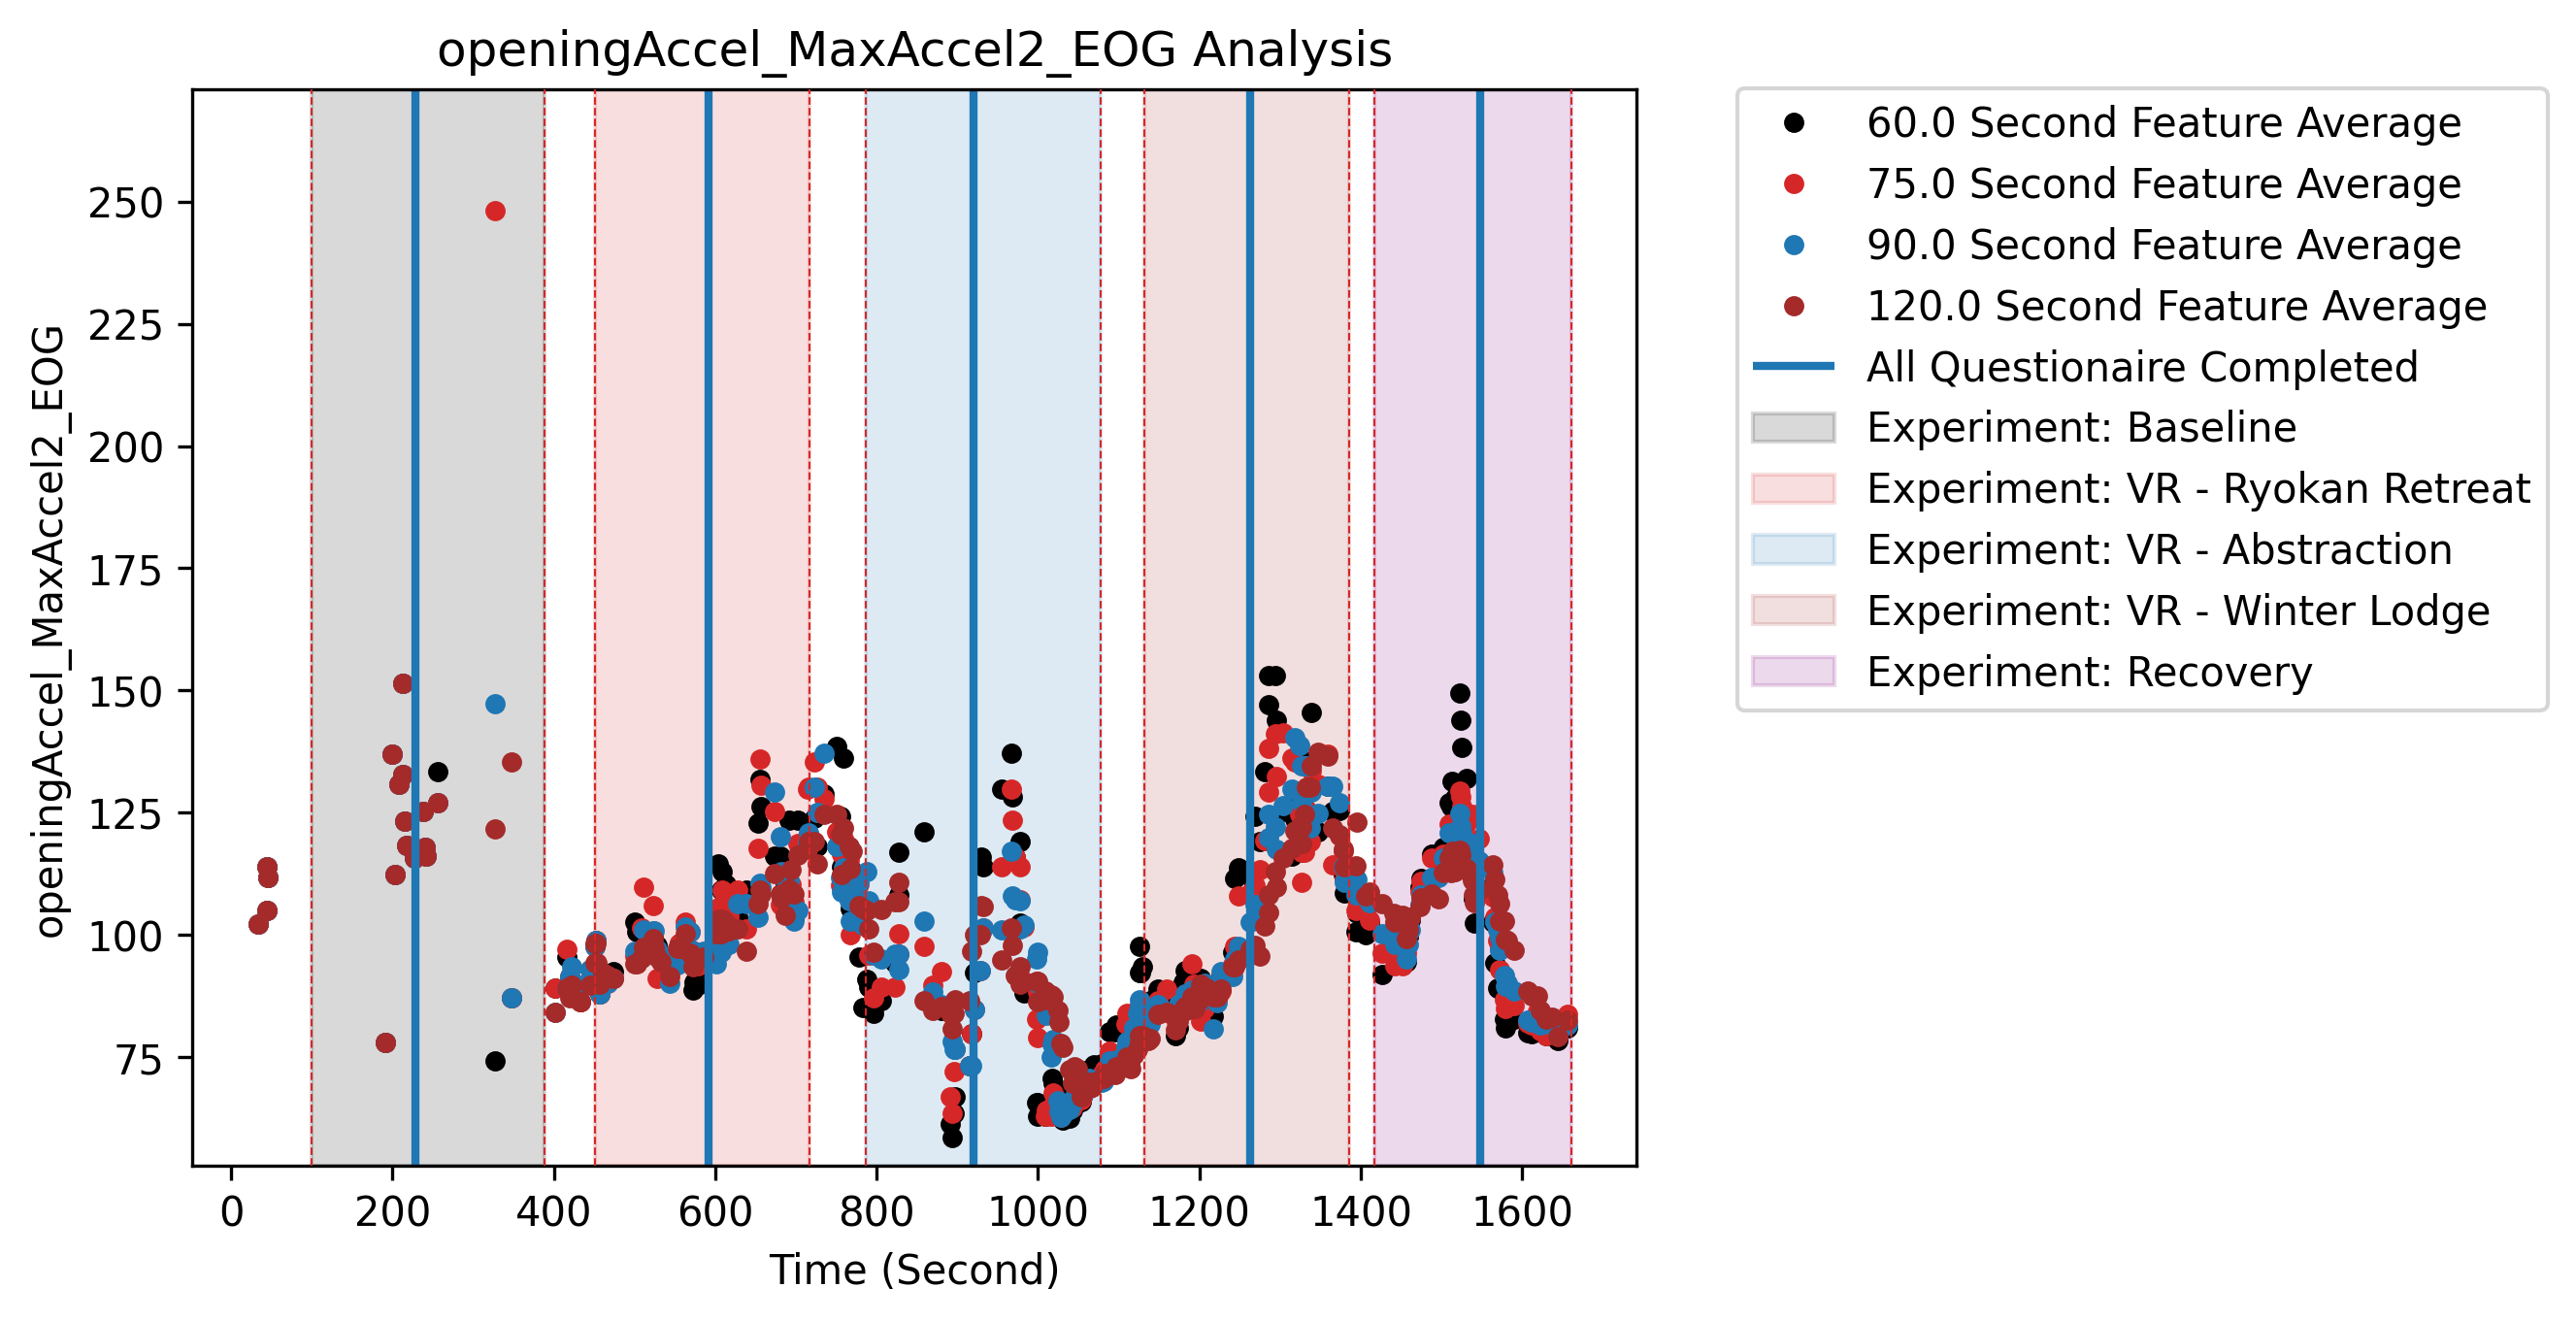 openingAccel_MaxAccel2_EOG Analysis
openingAccel_MaxAccel2_EOG
250
225
200
175
150
125
100
75
0 200 400 600 800 1000 1200 1400 1600
Time (Second)
60.0 Second Feature Average
75.0 Second Feature Average
90.0 Second Feature Average
120.0 Second Feature Average
All Questionaire Completed
Experiment: Baseline
Experiment: VR - Ryokan Retreat
Experiment: VR - Abstraction
Experiment: VR - Winter Lodge
Experiment: Recovery